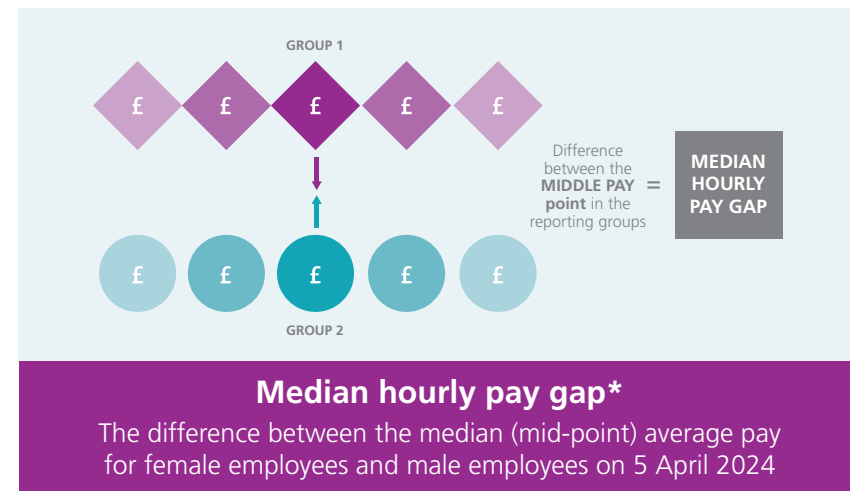 GROUP 1
£ £ £ £ £
Difference
between the
MIDDLE PAY
point in the
reporting groups
=
MEDIAN
HOURLY
PAY GAP
£ £ £ £ £
GROUP 2
Median hourly pay gap*
The difference between the median (mid-point) average pay
for female employees and male employees on 5 April 2024